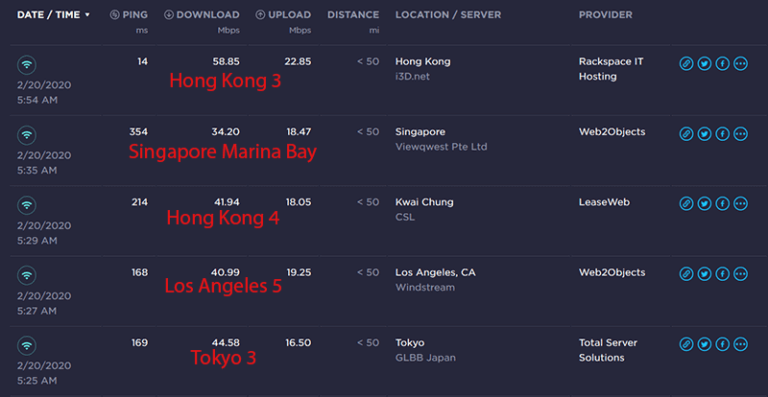 DATE / TIME PING DOWNLOAD UPLOAD DISTANCE LOCATION / SERVER PROVIDER
ms Mbps Mbps mi
14 58.85 22.85 < 50 Hong Kong Rackspace IT
2/20/2020 Hong Kong 3 i3D.net Hosting
5:54 AM
354 34.20 18.47 < 50 Singapore Web2Objects
2/20/2020 Singapore Marina Bay Viewqwest Pte Ltd
5:35 AM
214 41.94 18.05 < 50 Kwai Chung LeaseWeb
2/20/2020 Hong Kong 4 CSL
5:29 AM
168 40.99 19.25 < 50 Los Angeles, CA Web2Objects
2/20/2020 Los Angeles 5 Windstream
5:27 AM
169 44.58 16.50 < 50 Tokyo Total Server
2/20/2020 Tokyo 3 GLBB Japan Solutions
5:25 AM